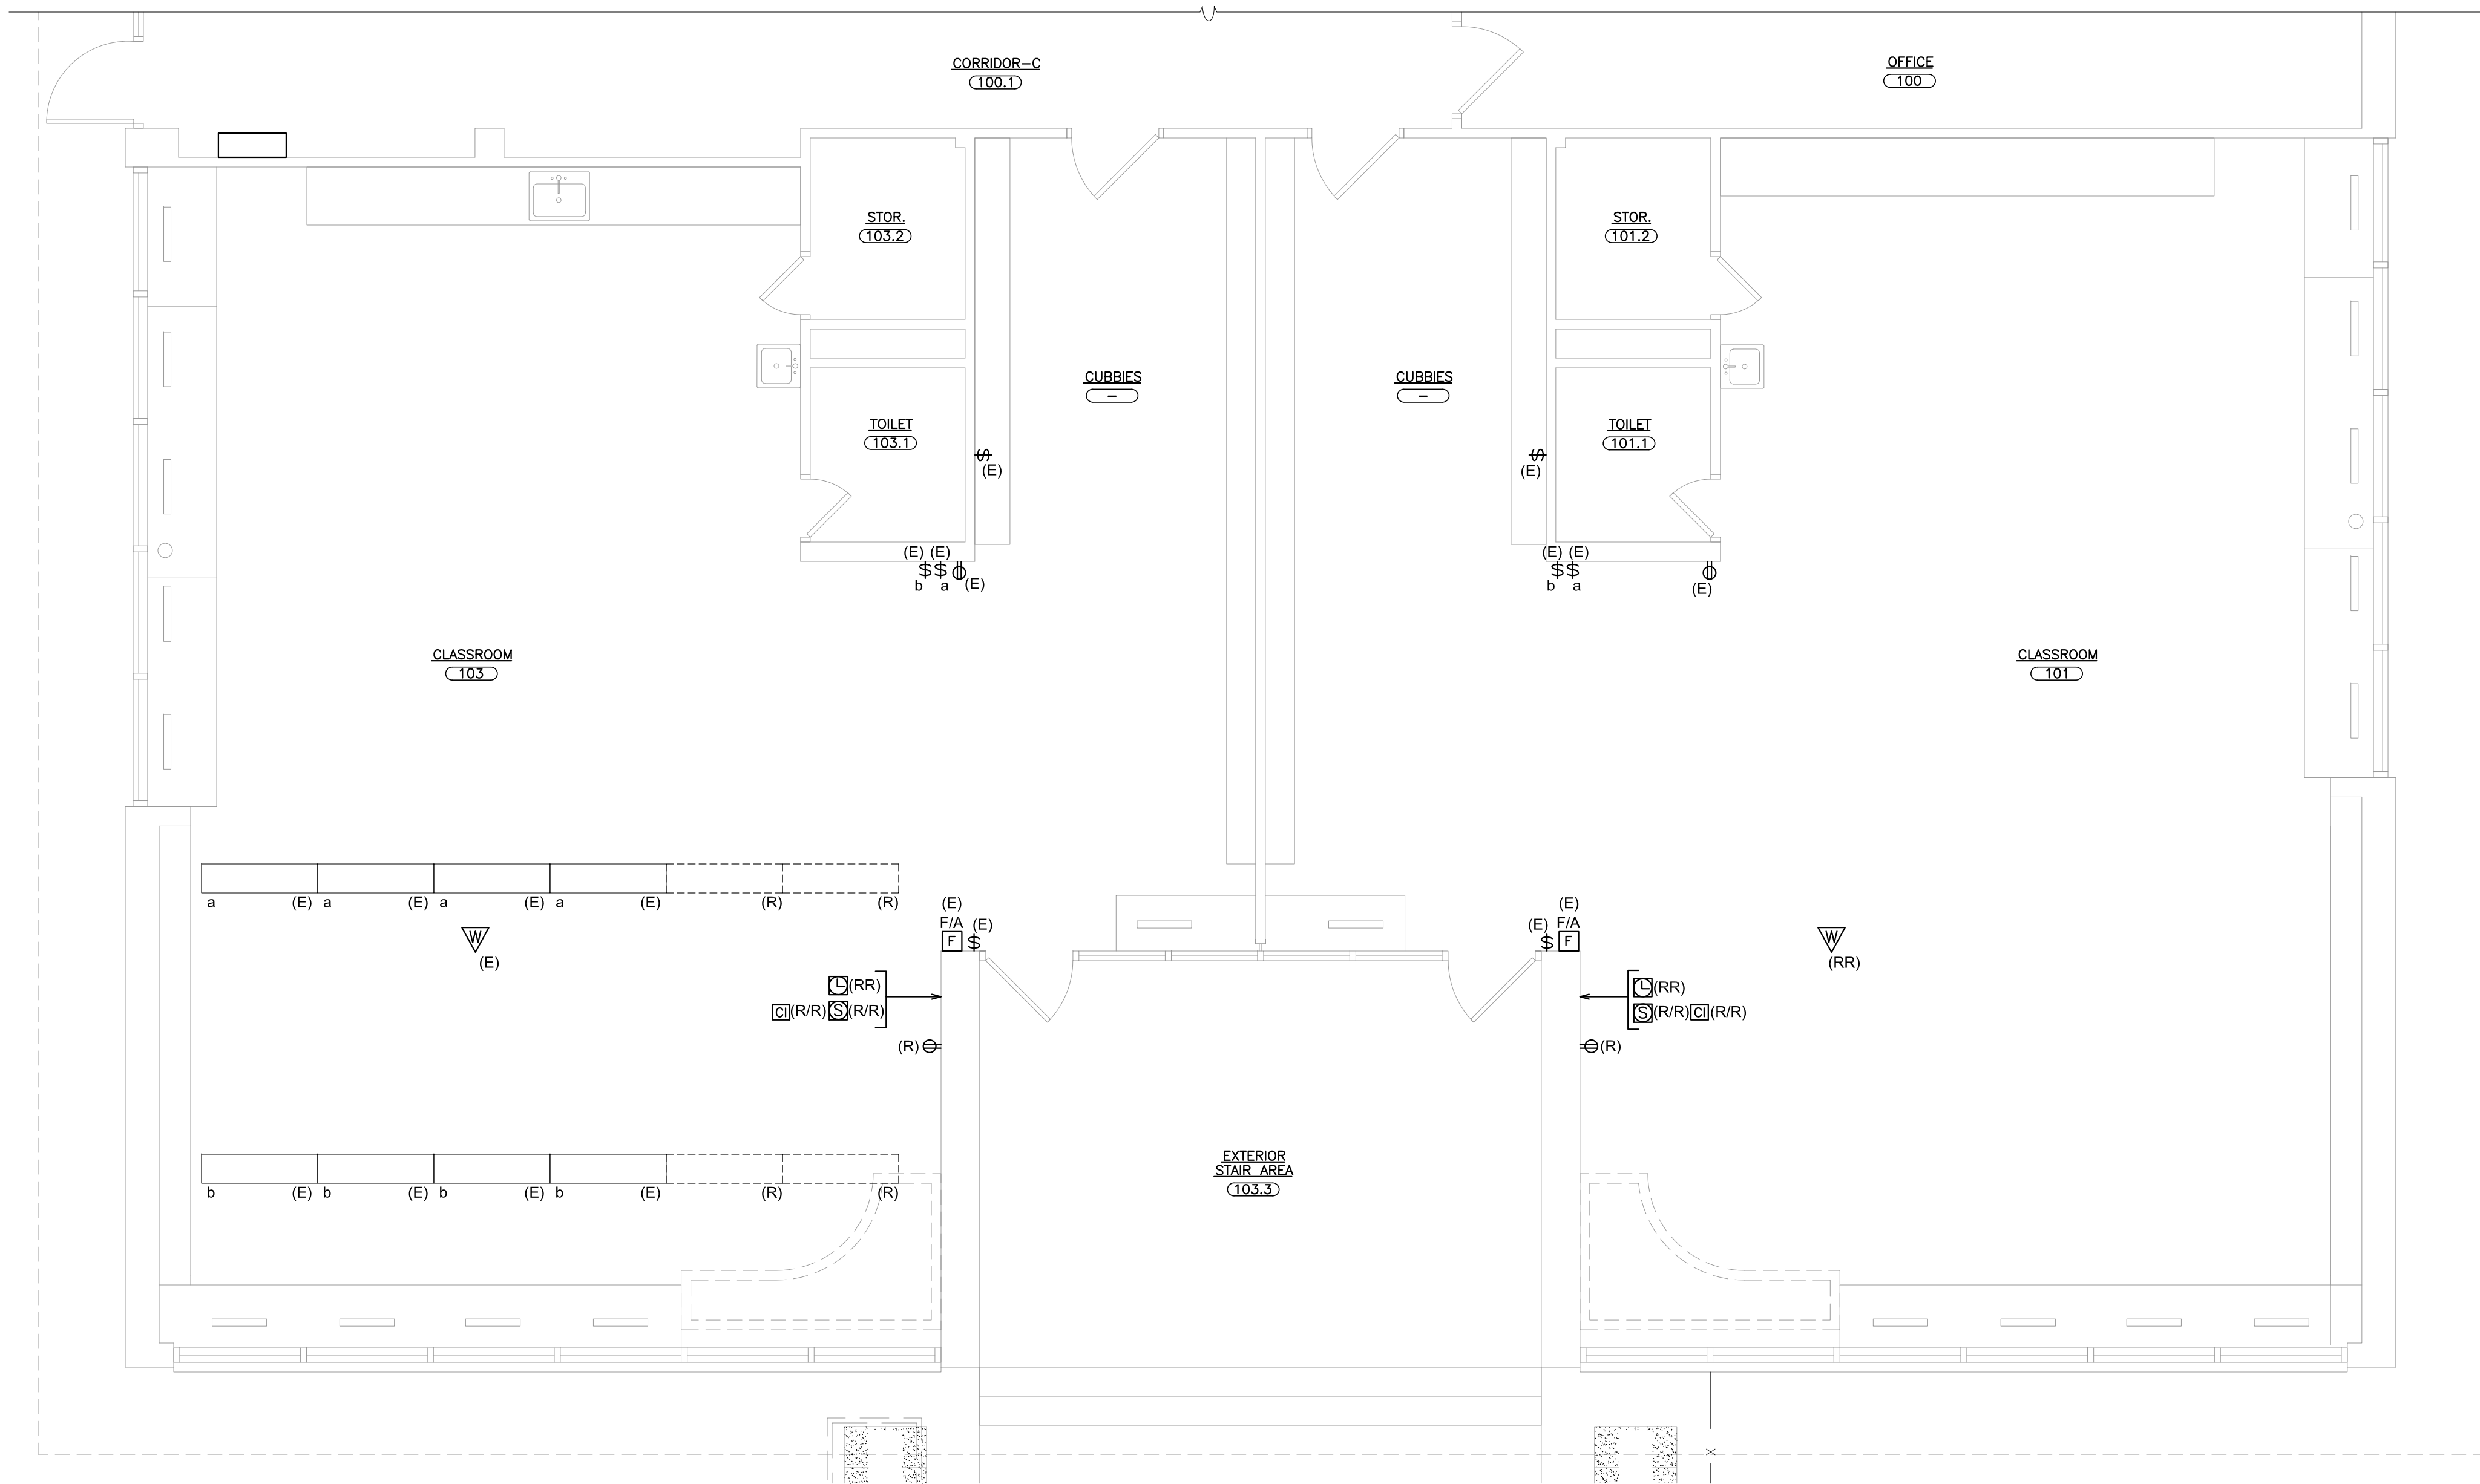 CORRIDOR-C
100.1
OFFICE
100
STOR.
103.2
STOR.
101.2
CUBBIES
-
CUBBIES
-
TOILET
103.1
TOILET
101.1
$
(E)
$
(E)
(E) (E)
$ $
b a (E)
(E) (E)
$ $
b a (E)
CLASSROOM
103
CLASSROOM
101
a (E) a (E) a (E) a (E) (R) (R)
(E)
F/A (E)
F $
(E)
(E) F/A
$ F
W
(E)
W
(RR)
(RR)
CI (R/R) S (R/R)
(RR)
S (R/R) CI (R/R)
(R)
(R)
EXTERIOR
STAIR AREA
103.3
b (E) b (E) b (E) b (E) (R) (R)
X